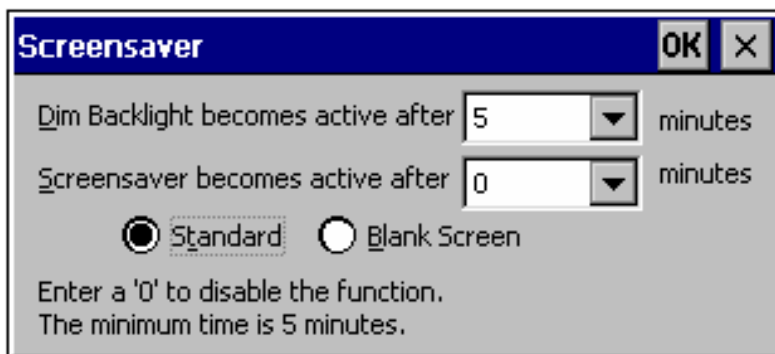 Screensaver OK ×
Dim Backlight becomes active after 5 minutes
Screensaver becomes active after 0 minutes
Standard Blank Screen
Enter a '0' to disable the function.
The minimum time is 5 minutes.